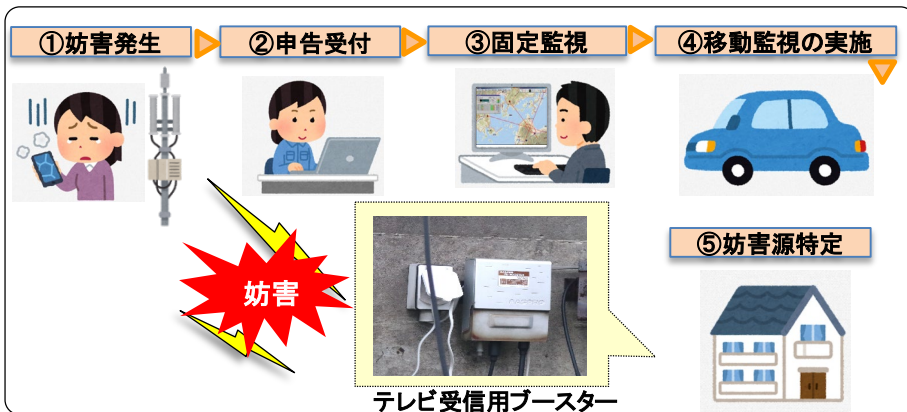 ①妨害発生
②申告受付
③固定監視
④移動監視の実施
⑤妨害源特定
妨害
テレビ受信用ブースター